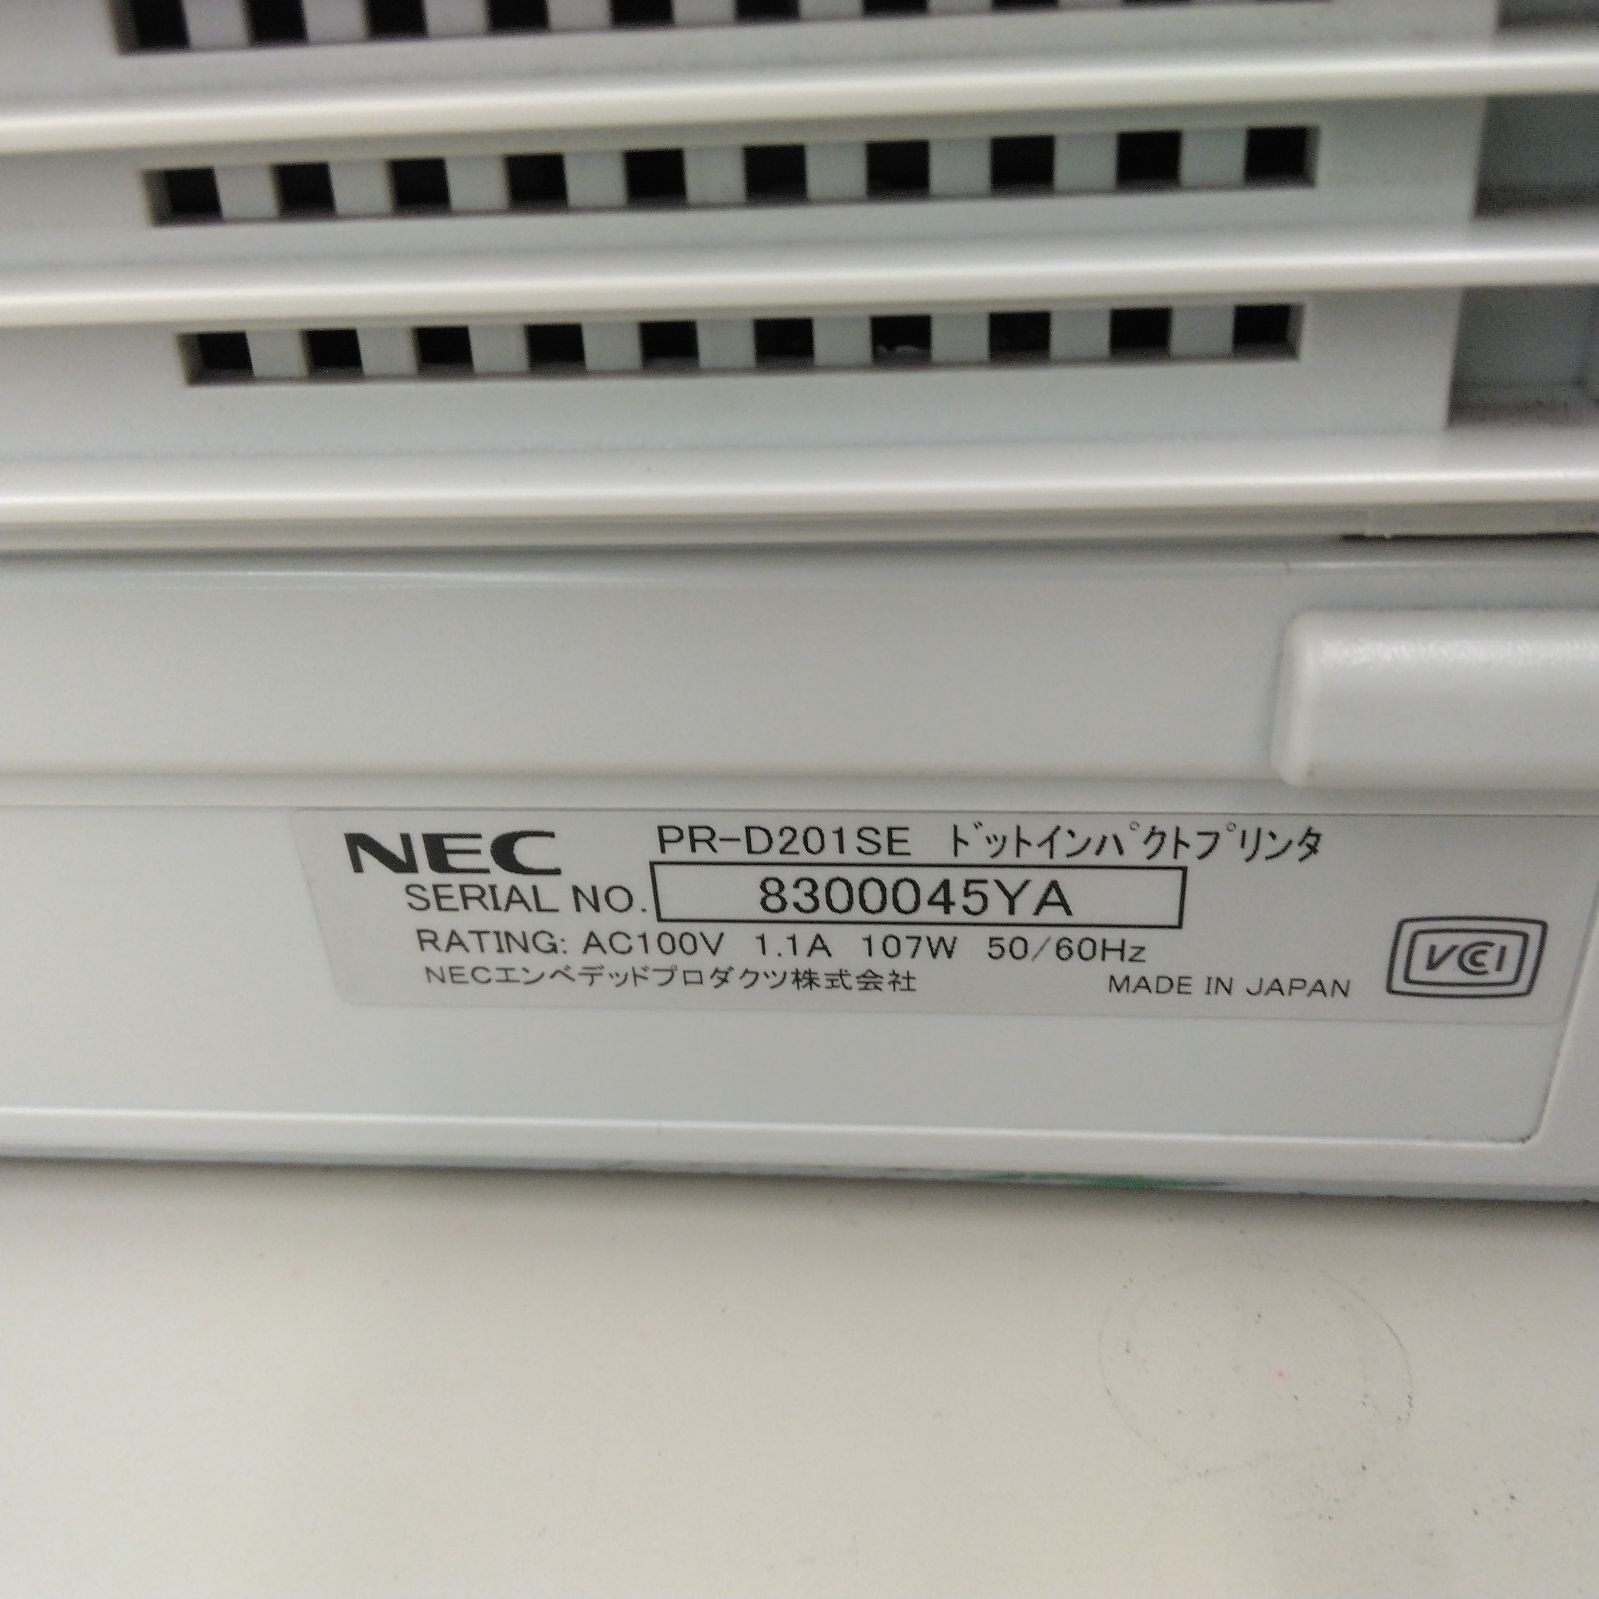 NEC PR-D201SE ﾄﾞｯﾄｲﾝﾊﾟｸﾄﾌﾟﾘﾝﾀ
SERIAL NO. 8300045YA
RATING: AC100V 1.1A 107W 50/60Hz
NECエンベデッドプロダクツ株式会社 MADE IN JAPAN
VCCI